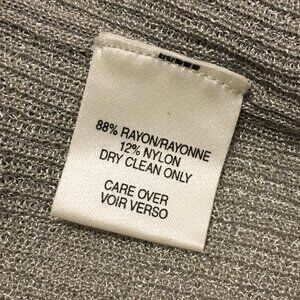 88% RAYON/RAYONNE
12% NYLON
DRY CLEAN ONLY
CARE OVER
VOIR VERSO